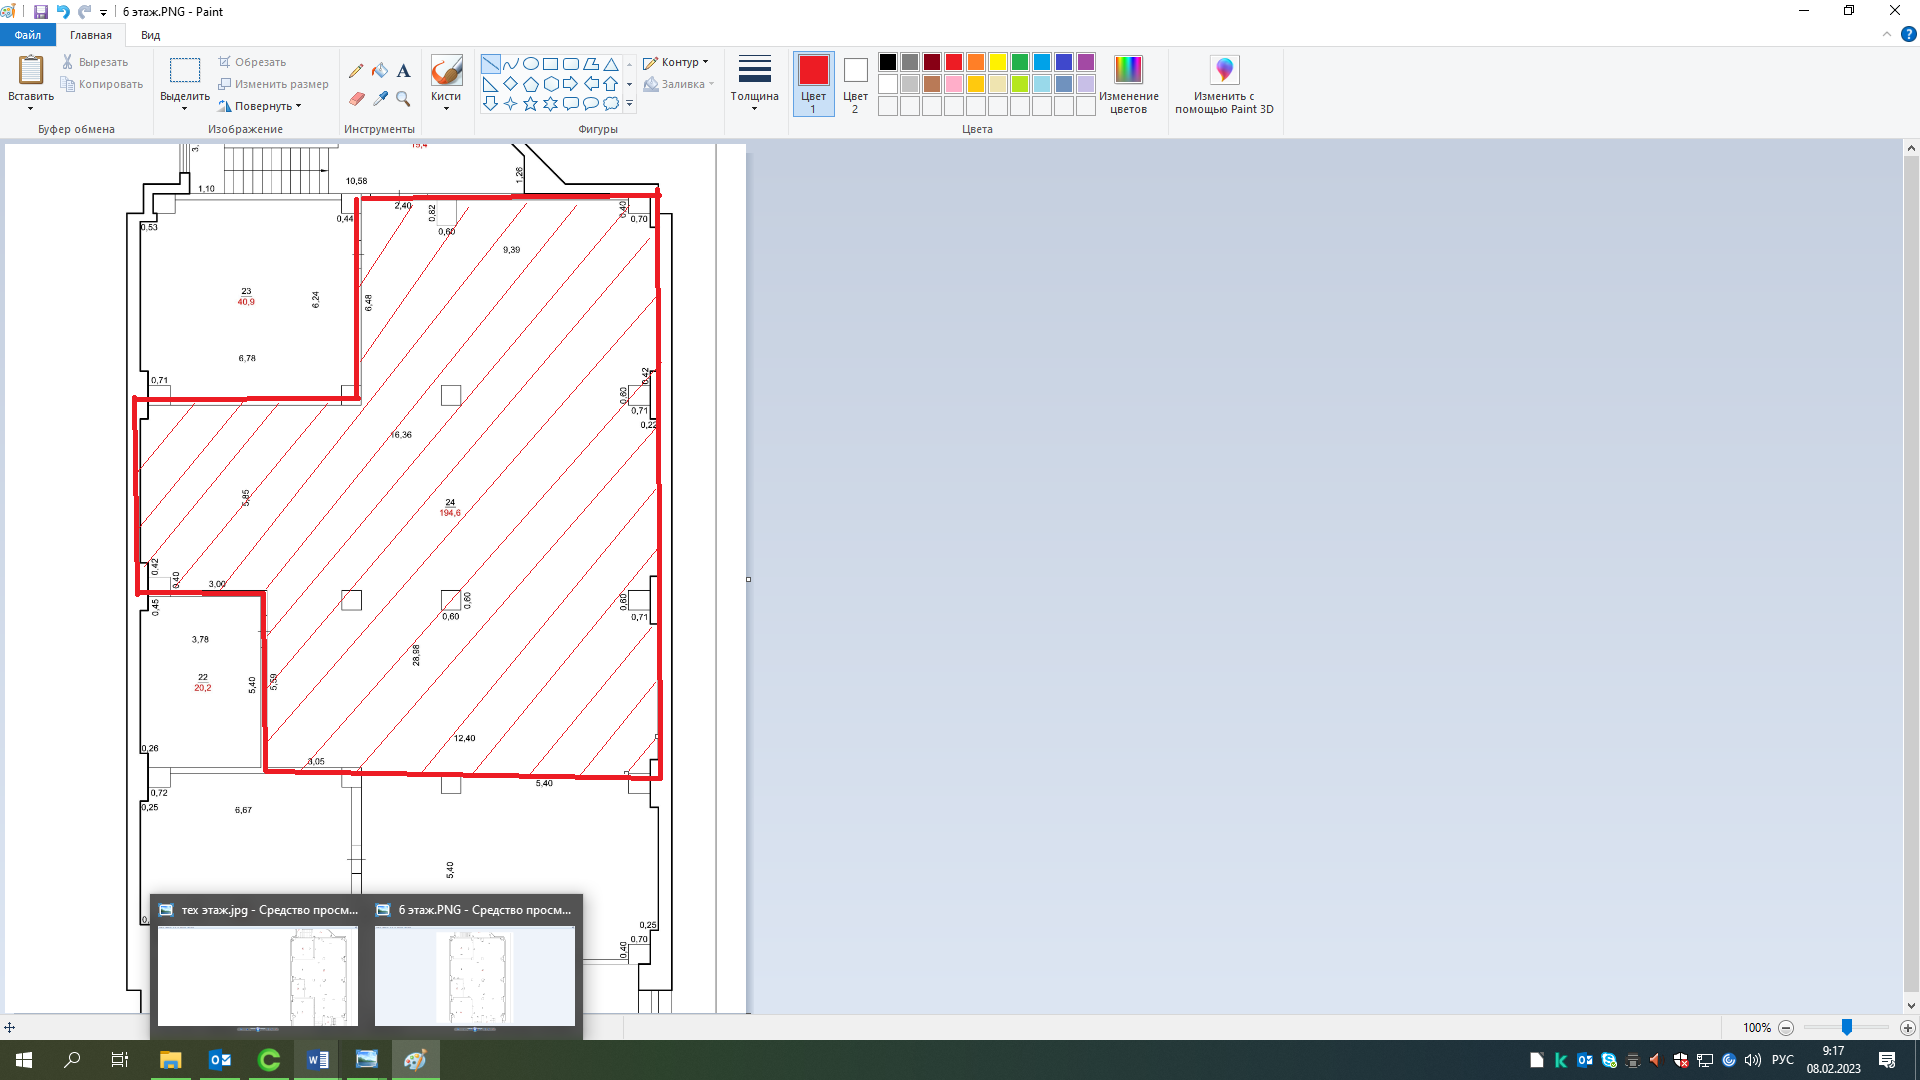 6 этаж.PNG - Paint
Файл
Главная
Вид
Вставить
Вырезать
Копировать
Буфер обмена
Выделить
Обрезать
Изменить размер
Повернуть
Изображение
A
Инструменты
Кисти
Контур
Заливка
Фигуры
Толщина
Цвет
1
Цвет
2
Изменение
цветов
Цвета
Изменить с
помощью Paint 3D
19,4
1,10
10,58
1,26
2,40
0,82
0,60
0,40
0,70
0,44
0,53
9,39
23
40,9
6,24
6,48
6,78
0,71
0,42
0,60
0,71
0,22
16,36
5,85
24
194,6
0,42
0,40
3,00
0,45
0,60
0,60
0,60
0,71
3,78
28,98
22
20,2
5,40
5,59
12,40
0,26
3,05
5,40
0,72
0,25
6,67
5,40
0,25
0,70
0,40
тех этаж.jpg - Средство просм...
6 этаж.PNG - Средство просм...
100%
РУС
9:17
08.02.2023